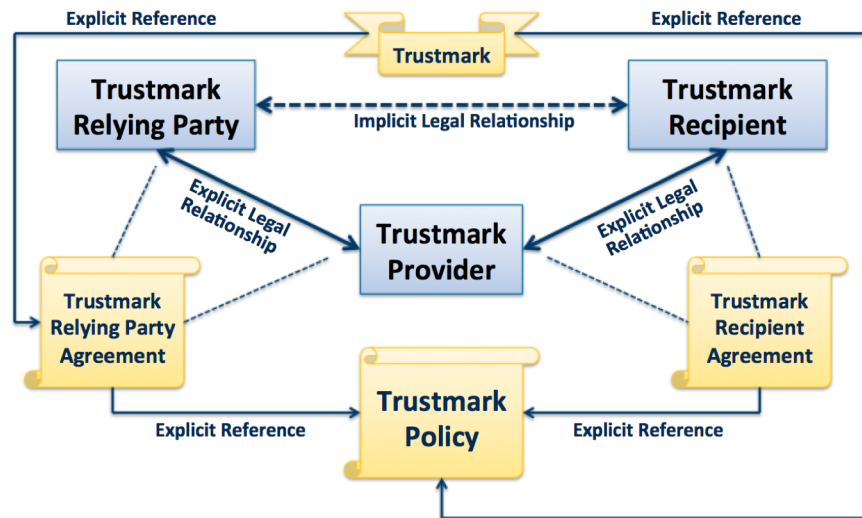 Explicit Reference
Explicit Reference
Trustmark
Trustmark
Relying Party
Trustmark
Recipient
Implicit Legal Relationship
Explicit Legal
Relationship
Explicit Legal
Relationship
Trustmark
Provider
Trustmark
Relying Party
Agreement
Trustmark
Recipient
Agreement
Trustmark
Policy
Explicit Reference
Explicit Reference